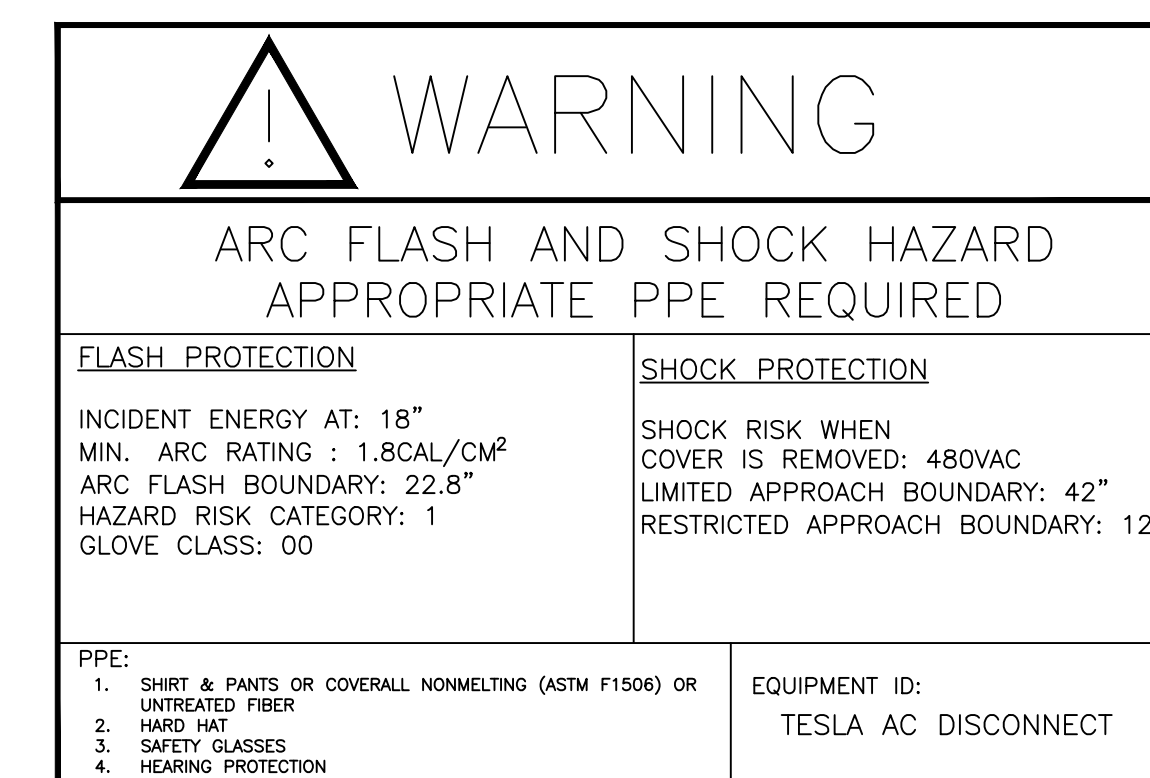 WARNING
ARC FLASH AND SHOCK HAZARD
APPROPRIATE PPE REQUIRED
FLASH PROTECTION
INCIDENT ENERGY AT: 18”
MIN. ARC RATING : 1.8CAL/CM²
ARC FLASH BOUNDARY: 22.8”
HAZARD RISK CATEGORY: 1
GLOVE CLASS: 00
SHOCK PROTECTION
SHOCK RISK WHEN
COVER IS REMOVED: 480VAC
LIMITED APPROACH BOUNDARY: 42”
RESTRICTED APPROACH BOUNDARY: 12
PPE:
1. SHIRT & PANTS OR COVERALL NONMELTING (ASTM F1506) OR
UNTREATED FIBER
2. HARD HAT
3. SAFETY GLASSES
4. HEARING PROTECTION
EQUIPMENT ID:
TESLA AC DISCONNECT